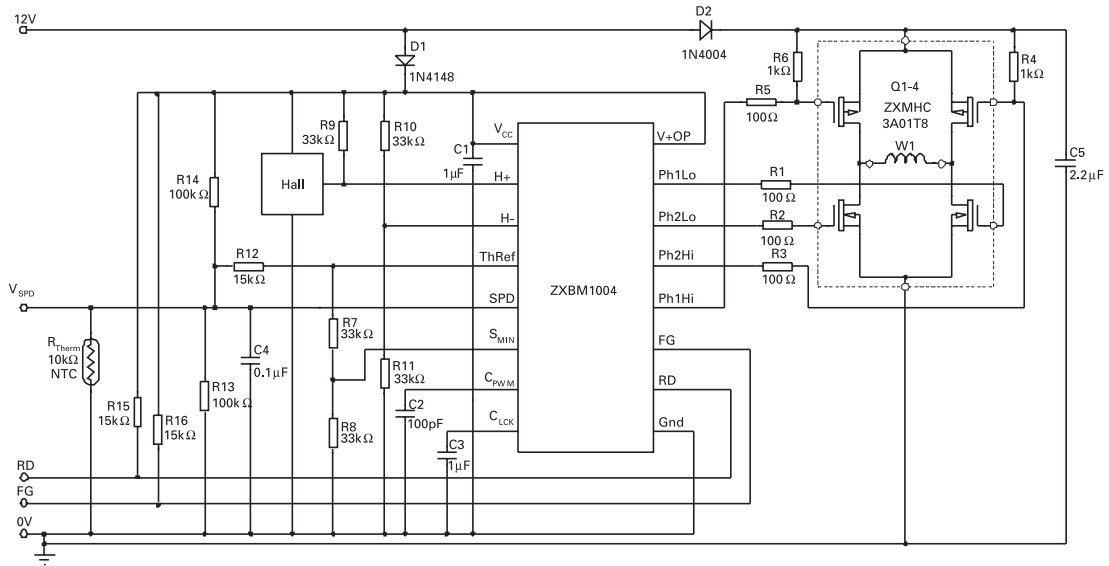 12V
D1
1N4148
D2
1N4004
R6
1kΩ
R4
1kΩ
R5
100Ω
Q1-4
ZXMHC
3A01T8
W1
C5
2.2μF
R9
33kΩ
R10
33kΩ
C1
1μF
VCC
V+OP
Hall
H+
Ph1Lo
R1
100Ω
R14
100kΩ
H-
Ph2Lo
R2
100Ω
R12
15kΩ
ThRef
Ph2Hi
R3
100Ω
VSPD
SPD
ZXBM1004
Ph1Hi
RTherm
10kΩ
NTC
C4
0.1μF
R7
33kΩ
SMIN
FG
R13
100kΩ
R11
33kΩ
CPWM
RD
R15
15kΩ
R16
15kΩ
R8
33kΩ
C2
100pF
CLCK
Gnd
C3
1μF
RD
FG
0V